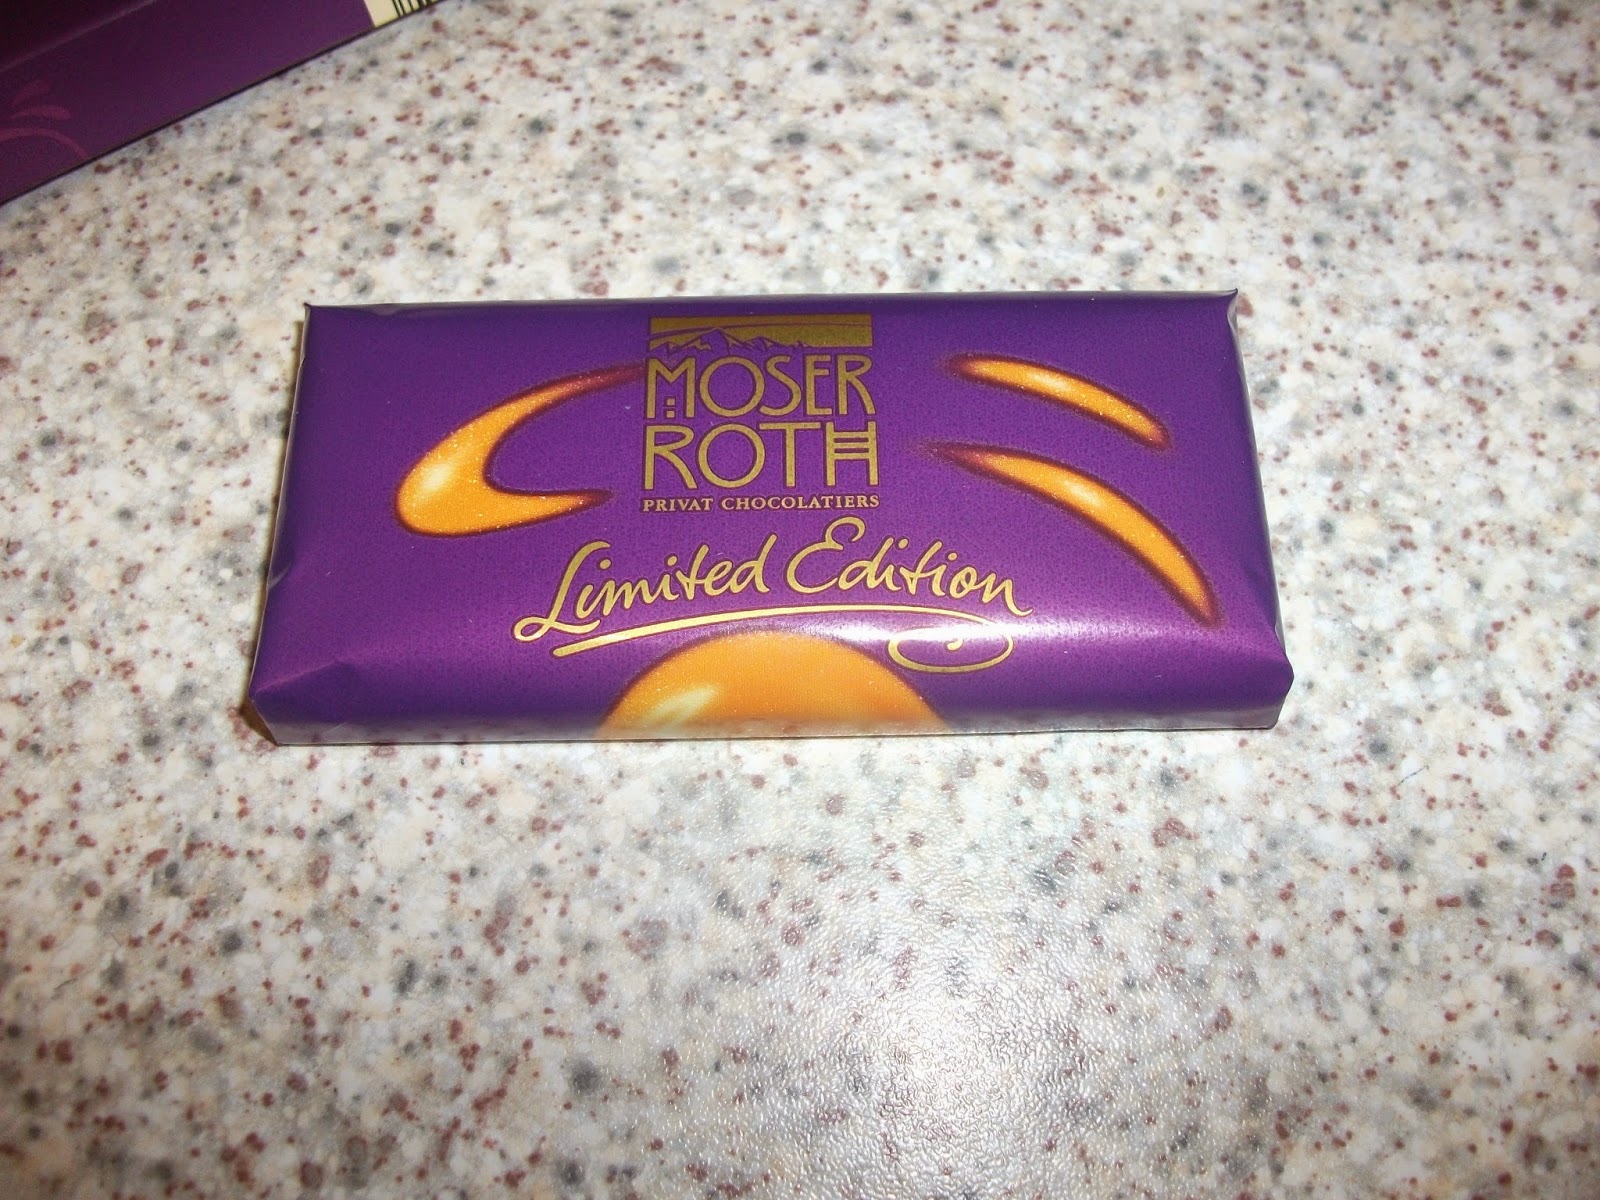 MOSER
ROTH
PRIVAT CHOCOLATIERS
Limited Edition